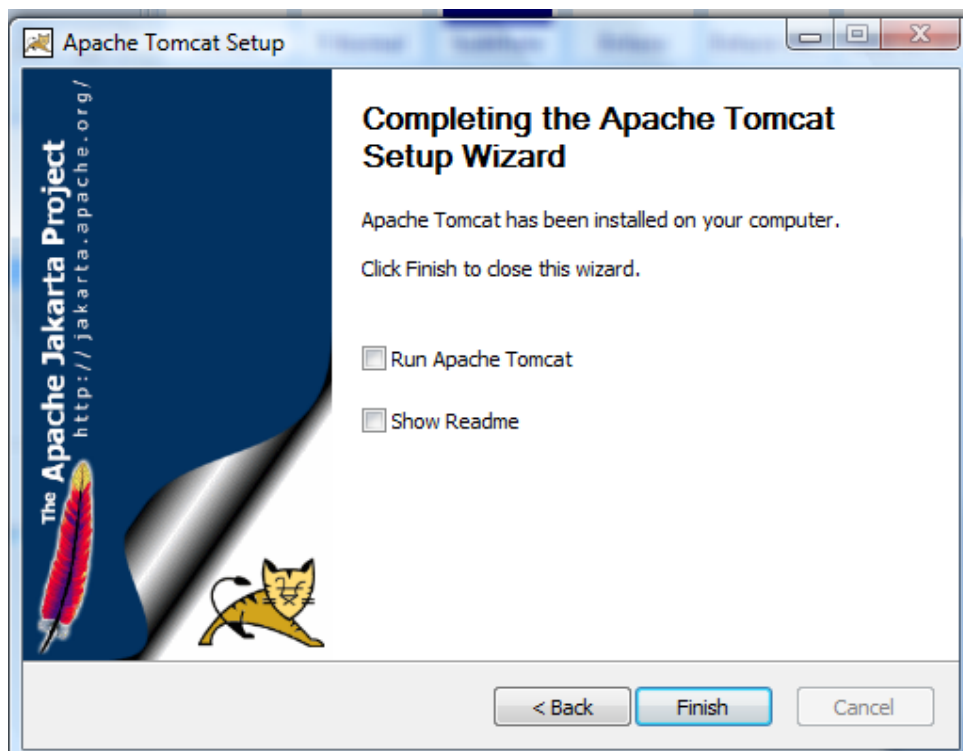 Apache Tomcat Setup
The Apache Jakarta Project
http://jakarta.apache.org/
Completing the Apache Tomcat
Setup Wizard
Apache Tomcat has been installed on your computer.
Click Finish to close this wizard.
Run Apache Tomcat
Show Readme
< Back
Finish
Cancel